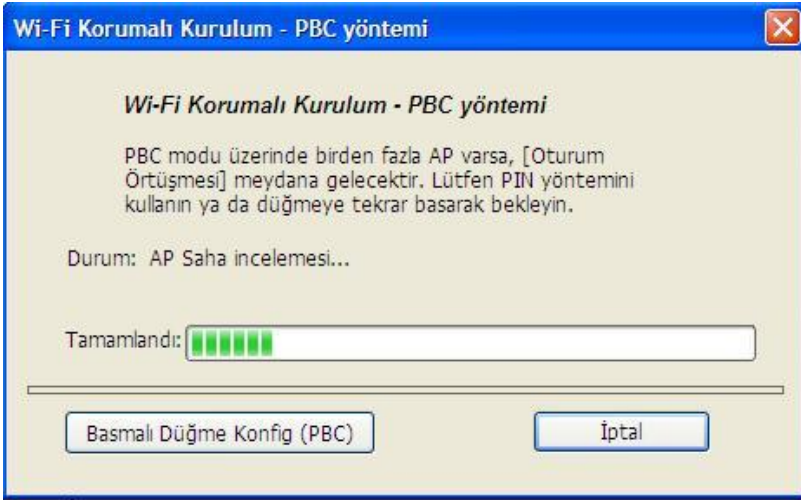 Wi-Fi Korumalı Kurulum - PBC yöntemi
Wi-Fi Korumalı Kurulum - PBC yöntemi
PBC modu üzerinde birden fazla AP varsa, [Oturum
Örtüşmesi] meydana gelecektir. Lütfen PIN yöntemini
kullanın ya da düğmeye tekrar basarak bekleyin.
Durum: AP Saha incelemesi...
Tamamlandı:
Basmalı Düğme Konfig (PBC)
İptal